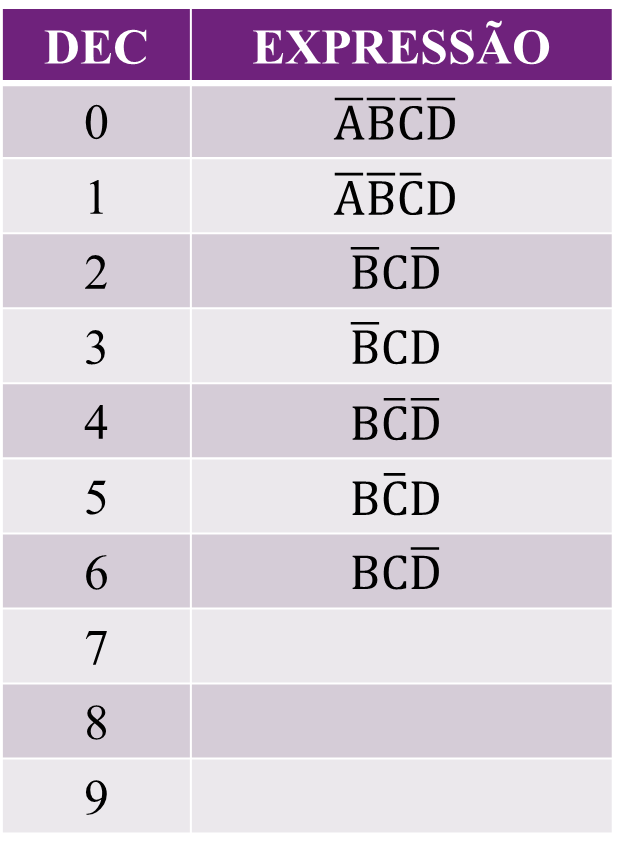 DEC EXPRESSÃO
0 A̅B̅C̅D̅
1 A̅B̅C̅D
2 B̅CD̅
3 B̅CD
4 BC̅D̅
5 BC̅D
6 BCD̅
7
8
9